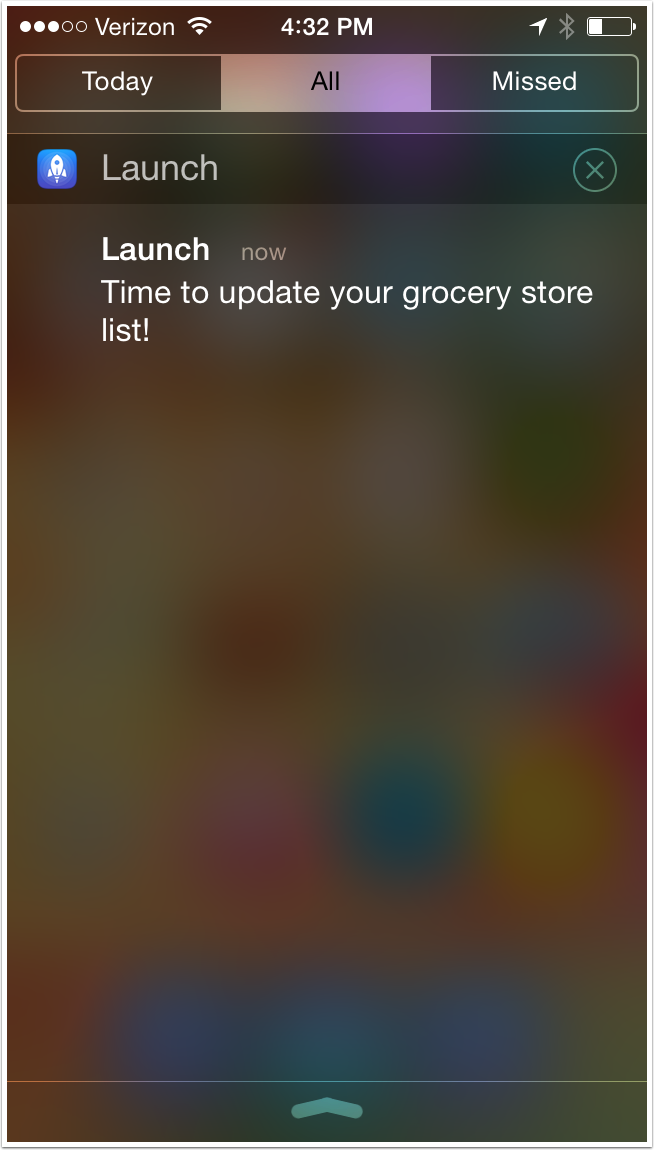 Verizon 4:32 PM
Today All Missed
Launch
Launch now
Time to update your grocery store
list!